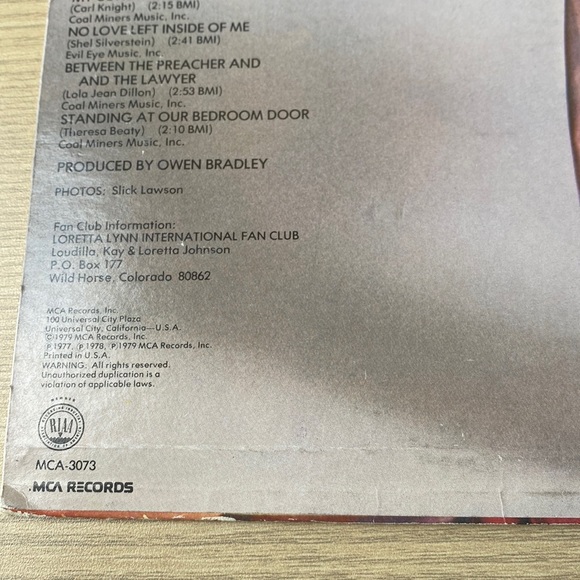 (Carl Knight) (2:15 BMI)
Coal Miners Music, Inc.
NO LOVE LEFT INSIDE OF ME
(Shel Silverstein) (2:41 BMI)
Evil Eye Music, Inc.
BETWEEN THE PREACHER AND
AND THE LAWYER
(Lola Jean Dillon) (2:53 BMI)
Coal Miners Music, Inc.
STANDING AT OUR BEDROOM DOOR
(Theresa Beaty) (2:10 BMI)
Coal Miners Music, Inc.
PRODUCED BY OWEN BRADLEY
PHOTOS: Slick Lawson
Fan Club Information:
LORETTA LYNN INTERNATIONAL FAN CLUB
Loudilla, Kay & Loretta Johnson
P.O. Box 177
Wild Horse, Colorado 80862
MCA Records, Inc.
100 Universal City Plaza
Universal City, California—U.S.A.
©1979 MCA Records, Inc.
℗ 1977, ℗ 1978, ℗ 1979 MCA Records, Inc.
Printed in U.S.A.
WARNING: All rights reserved.
Unauthorized duplication is a
violation of applicable laws.
MEMBER
RIAA
MCA-3073
MCA RECORDS